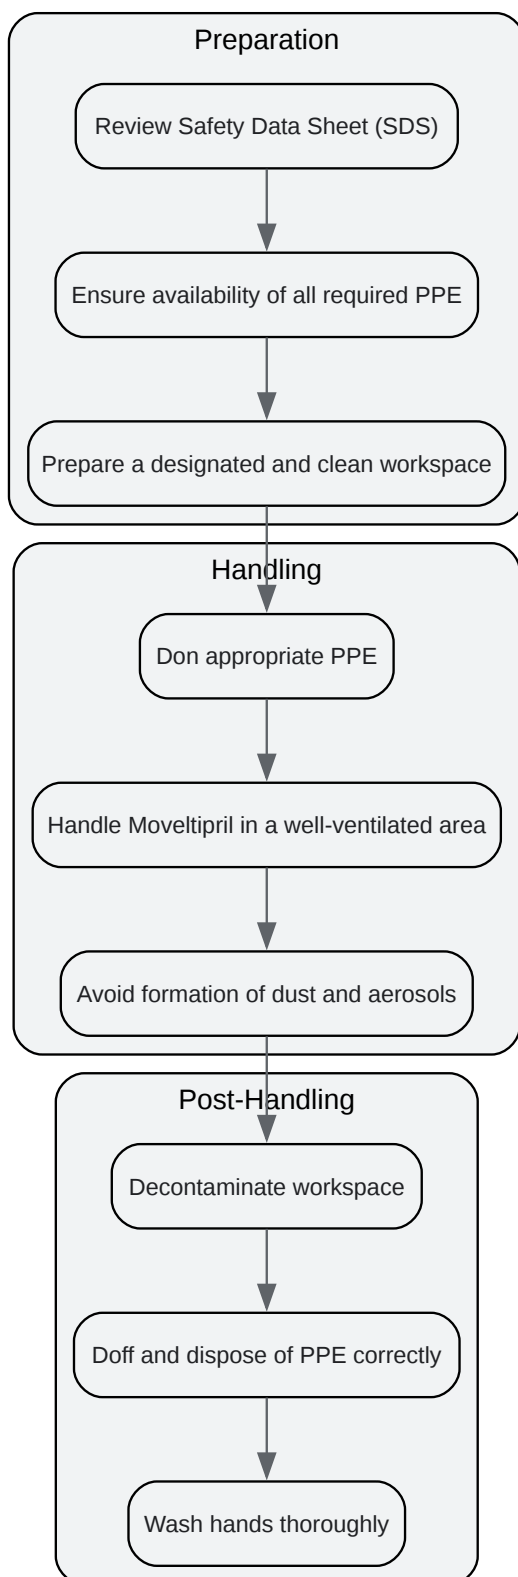 Preparation
Review Safety Data Sheet (SDS)
Ensure availability of all required PPE
Prepare a designated and clean workspace
Handling
Don appropriate PPE
Handle Moveltipril in a well-ventilated area
Avoid formation of dust and aerosols
Post-Handling
Decontaminate workspace
Doff and dispose of PPE correctly
Wash hands thoroughly